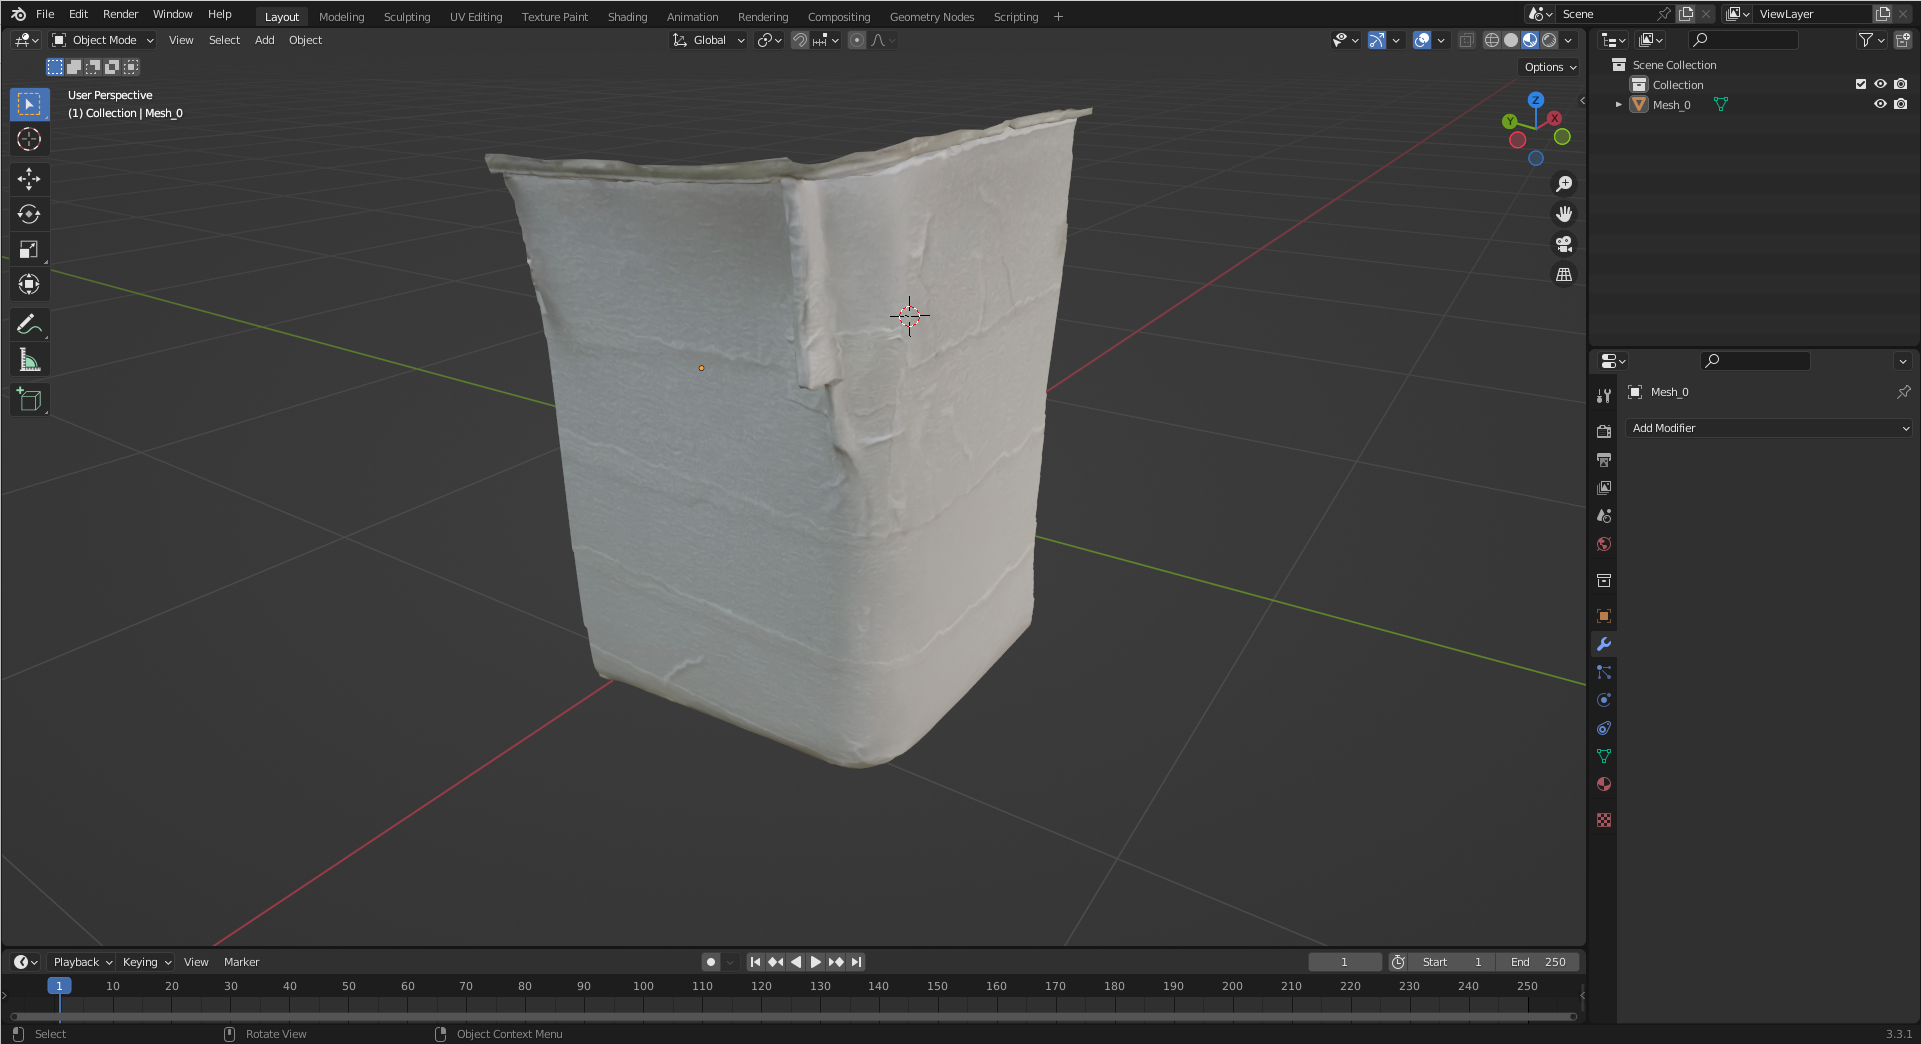 File Edit Render Window Help Layout Modeling Sculpting UV Editing Texture Paint Shading Animation Rendering Compositing Geometry Nodes Scripting + Scene ViewLayer
Object Mode View Select Add Object Global
Options
User Perspective
(1) Collection | Mesh_0
Z
Y X
Scene Collection
Collection
Mesh_0
Mesh_0
Add Modifier
Playback Keying View Marker 1 Start 1 End 250
1 10 20 30 40 50 60 70 80 90 100 110 120 130 140 150 160 170 180 190 200 210 220 230 240 250
Select Rotate View Object Context Menu 3.3.1